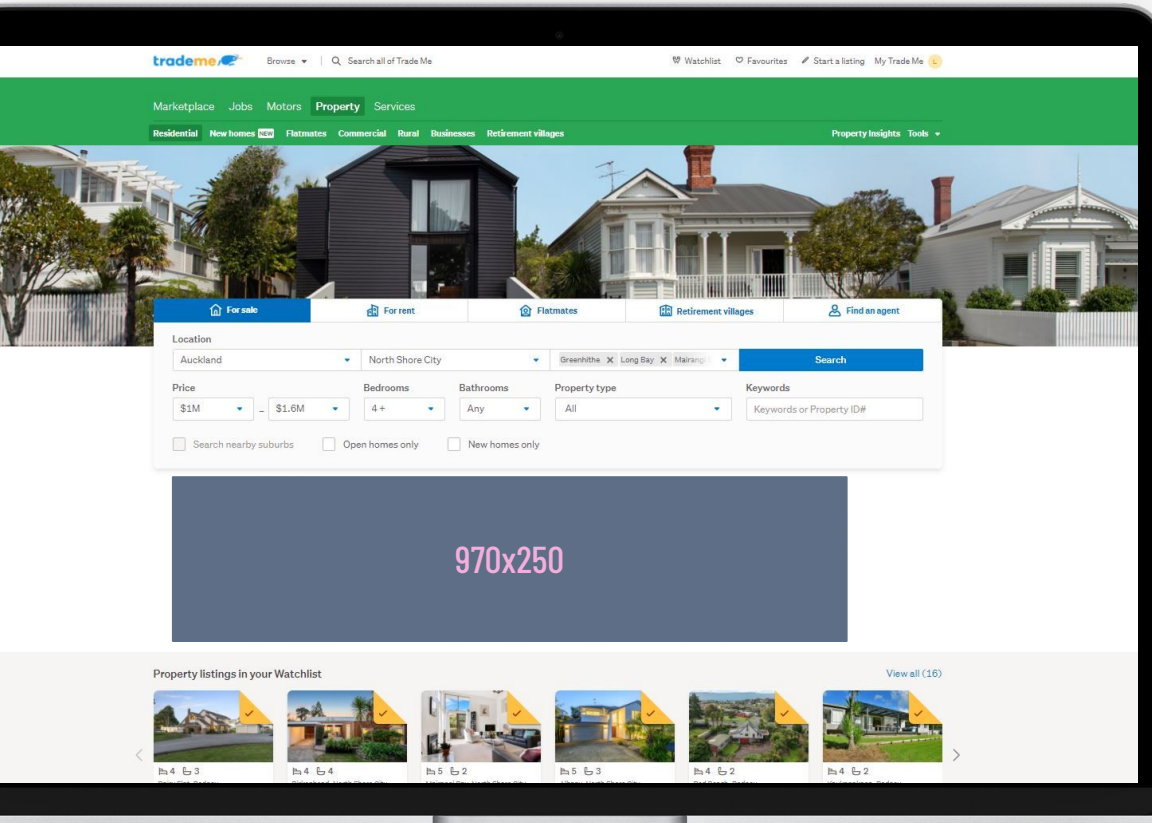 trademe Browse Search all of Trade Me Watchlist Favourites Start a listing My Trade Me L
Marketplace Jobs Motors Property Services
Residential New homes NEW Flatmates Commercial Rural Businesses Retirement villages Property Insights Tools
For sale For rent Flatmates Retirement villages Find an agent
Location
Auckland North Shore City Greenhithe X Long Bay X Mairangi Search
Price Bedrooms Bathrooms Property type Keywords
$1M - $1.6M 4+ Any All Keywords or Property ID#
Search nearby suburbs Open homes only New homes only
970x250
Property listings in your Watchlist View all (16)
4 3 4 4 5 2 5 3 4 2 4 2